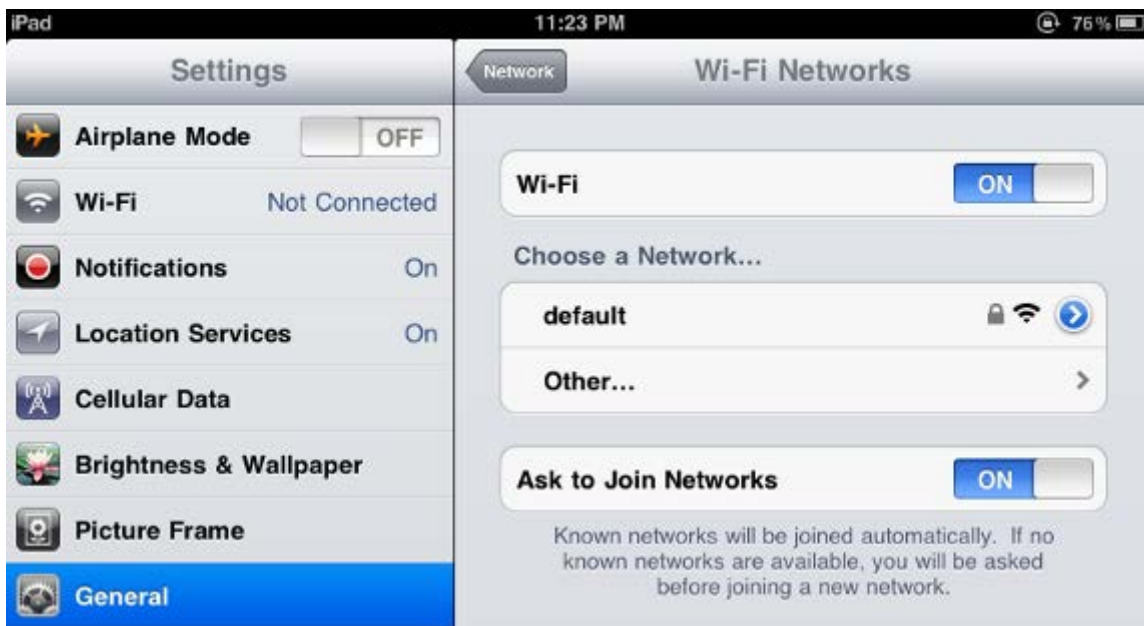 iPad 11:23 PM 76%
Settings
Airplane Mode OFF
Wi-Fi Not Connected
Notifications On
Location Services On
Cellular Data
Brightness & Wallpaper
Picture Frame
General
Network Wi-Fi Networks
Wi-Fi ON
Choose a Network...
default
Other...
Ask to Join Networks ON
Known networks will be joined automatically. If no
known networks are available, you will be asked
before joining a new network.